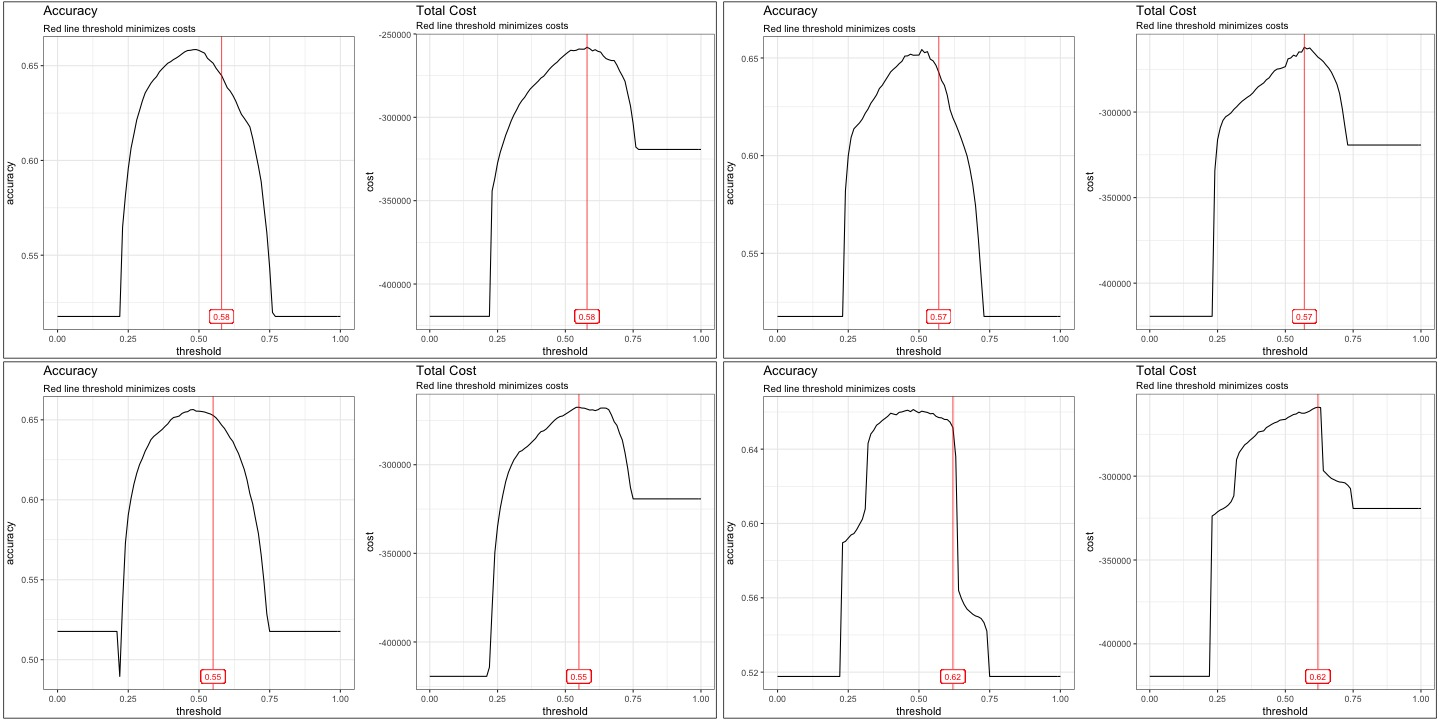 Accuracy
Red line threshold minimizes costs
accuracy
0.65
0.60
0.55
0.58
0.00 0.25 0.50 0.75 1.00
threshold
Total Cost
Red line threshold minimizes costs
cost
-250000
-300000
-350000
-400000
0.58
0.00 0.25 0.50 0.75 1.00
threshold
Accuracy
Red line threshold minimizes costs
accuracy
0.65
0.60
0.55
0.57
0.00 0.25 0.50 0.75 1.00
threshold
Total Cost
Red line threshold minimizes costs
cost
-300000
-350000
-400000
0.57
0.00 0.25 0.50 0.75 1.00
threshold
Accuracy
Red line threshold minimizes costs
accuracy
0.65
0.60
0.55
0.50
0.55
0.00 0.25 0.50 0.75 1.00
threshold
Total Cost
Red line threshold minimizes costs
cost
-300000
-350000
-400000
0.55
0.00 0.25 0.50 0.75 1.00
threshold
Accuracy
Red line threshold minimizes costs
accuracy
0.64
0.60
0.56
0.52
0.62
0.00 0.25 0.50 0.75 1.00
threshold
Total Cost
Red line threshold minimizes costs
cost
-300000
-350000
-400000
0.62
0.00 0.25 0.50 0.75 1.00
threshold